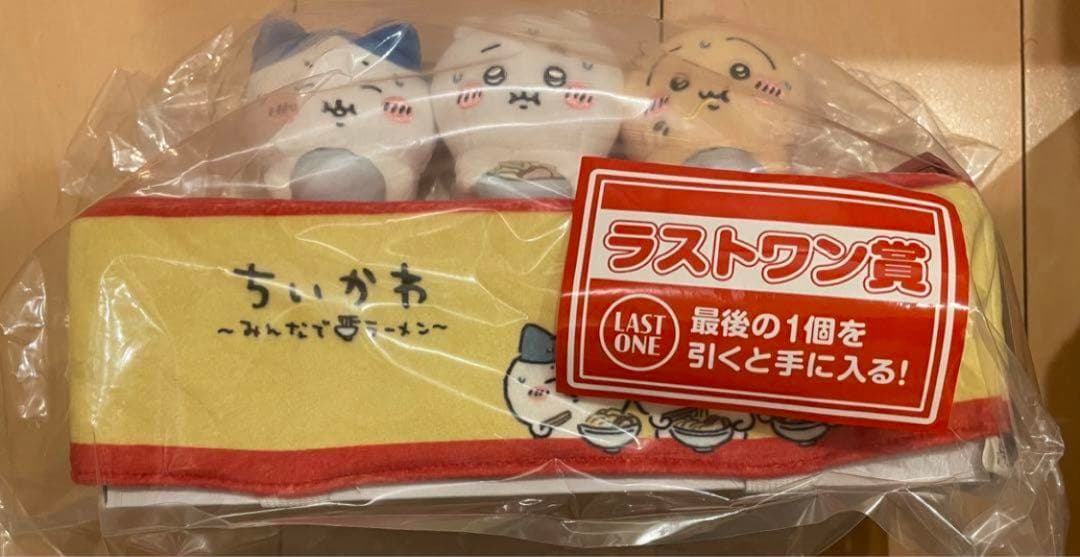 ちいかわ
~みんなでラーメン~
ラストワン賞
LAST
ONE
最後の1個を
引くと手に入る!